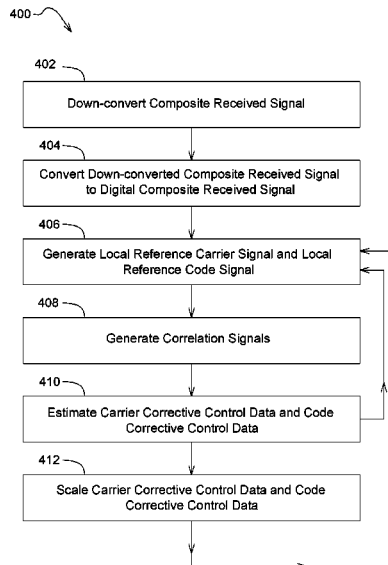 400
402
Down-convert Composite Received Signal
404
Convert Down-converted Composite Received Signal
to Digital Composite Received Signal
406
Generate Local Reference Carrier Signal and Local
Reference Code Signal
408
Generate Correlation Signals
410
Estimate Carrier Corrective Control Data and Code
Corrective Control Data
412
Scale Carrier Corrective Control Data and Code
Corrective Control Data